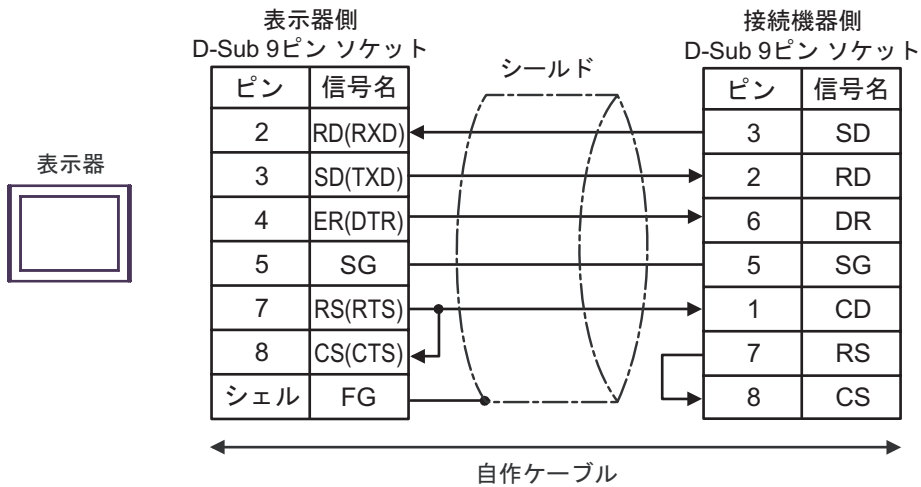 表示器側
D-Sub 9ピン ソケット
接続機器側
D-Sub 9ピン ソケット
シールド
表示器
ピン 信号名
2 RD(RXD)
3 SD(TXD)
4 ER(DTR)
5 SG
7 RS(RTS)
8 CS(CTS)
シェル FG
ピン 信号名
3 SD
2 RD
6 DR
5 SG
1 CD
7 RS
8 CS
自作ケーブル